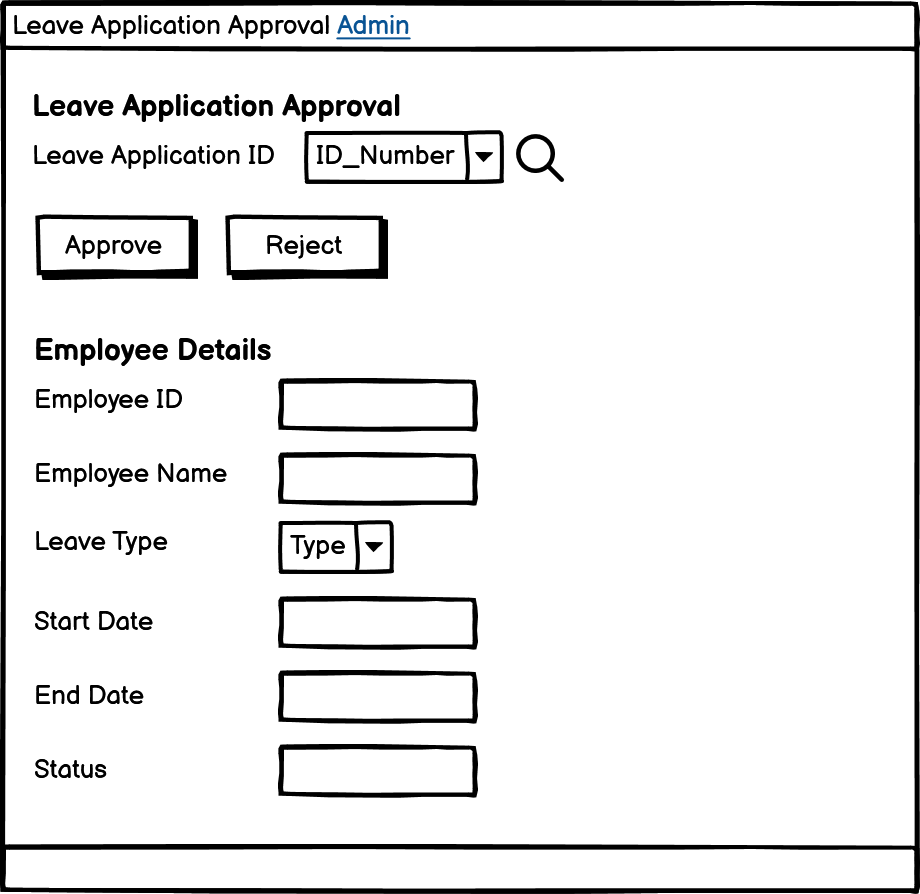 Leave Application Approval Admin
Leave Application Approval
Leave Application ID ID_Number
Approve Reject
Employee Details
Employee ID
Employee Name
Leave Type Type
Start Date
End Date
Status